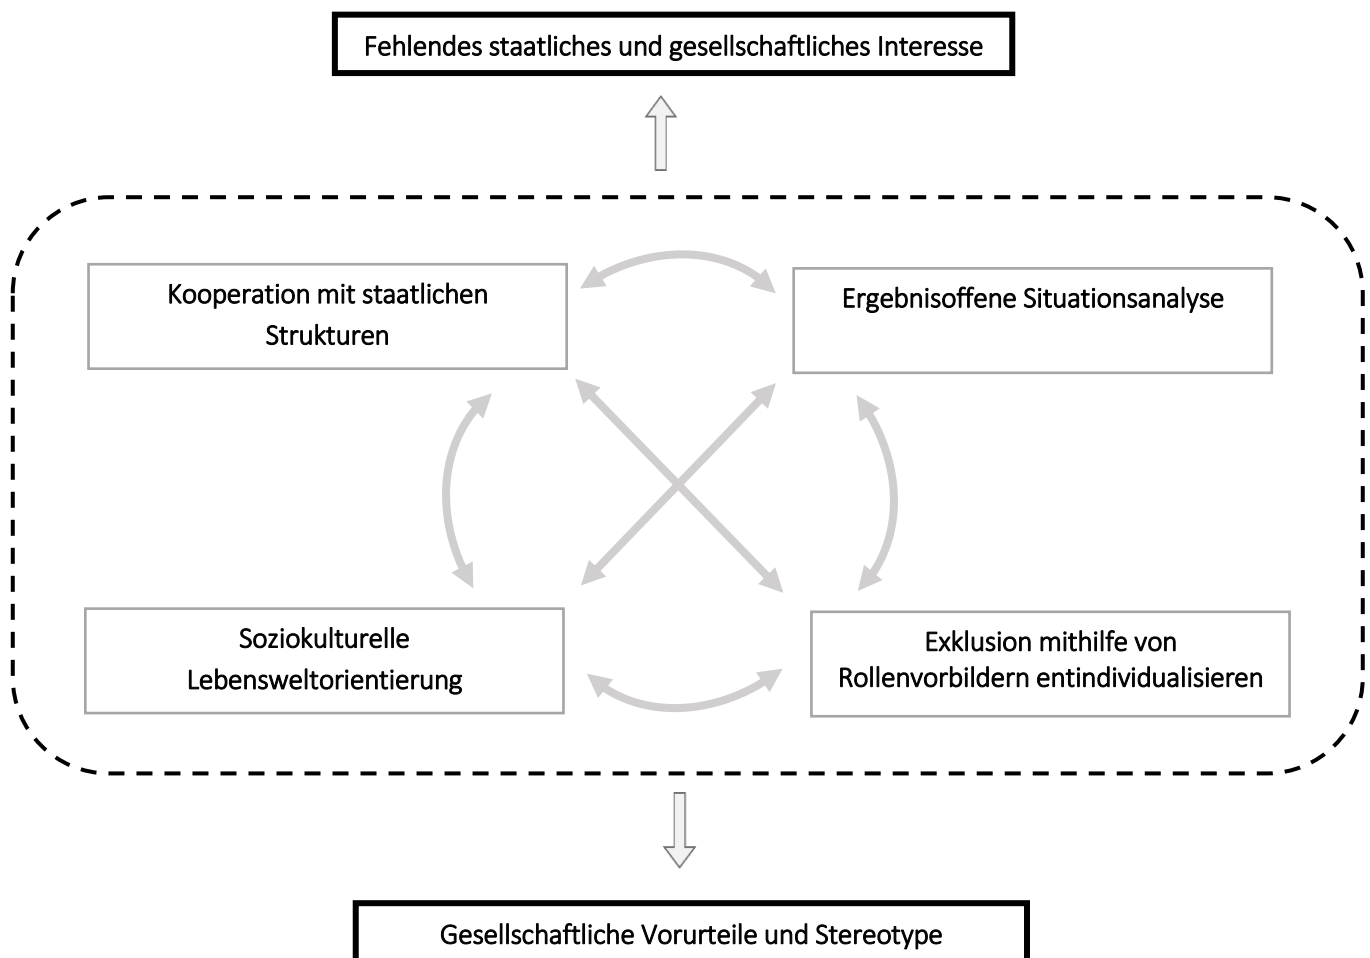 Fehlendes staatliches und gesellschaftliches Interesse
Kooperation mit staatlichen
Strukturen
Ergebnisoffene Situationsanalyse
Soziokulturelle
Lebensweltorientierung
Exklusion mithilfe von
Rollenvorbildern entindividualisieren
Gesellschaftliche Vorurteile und Stereotype